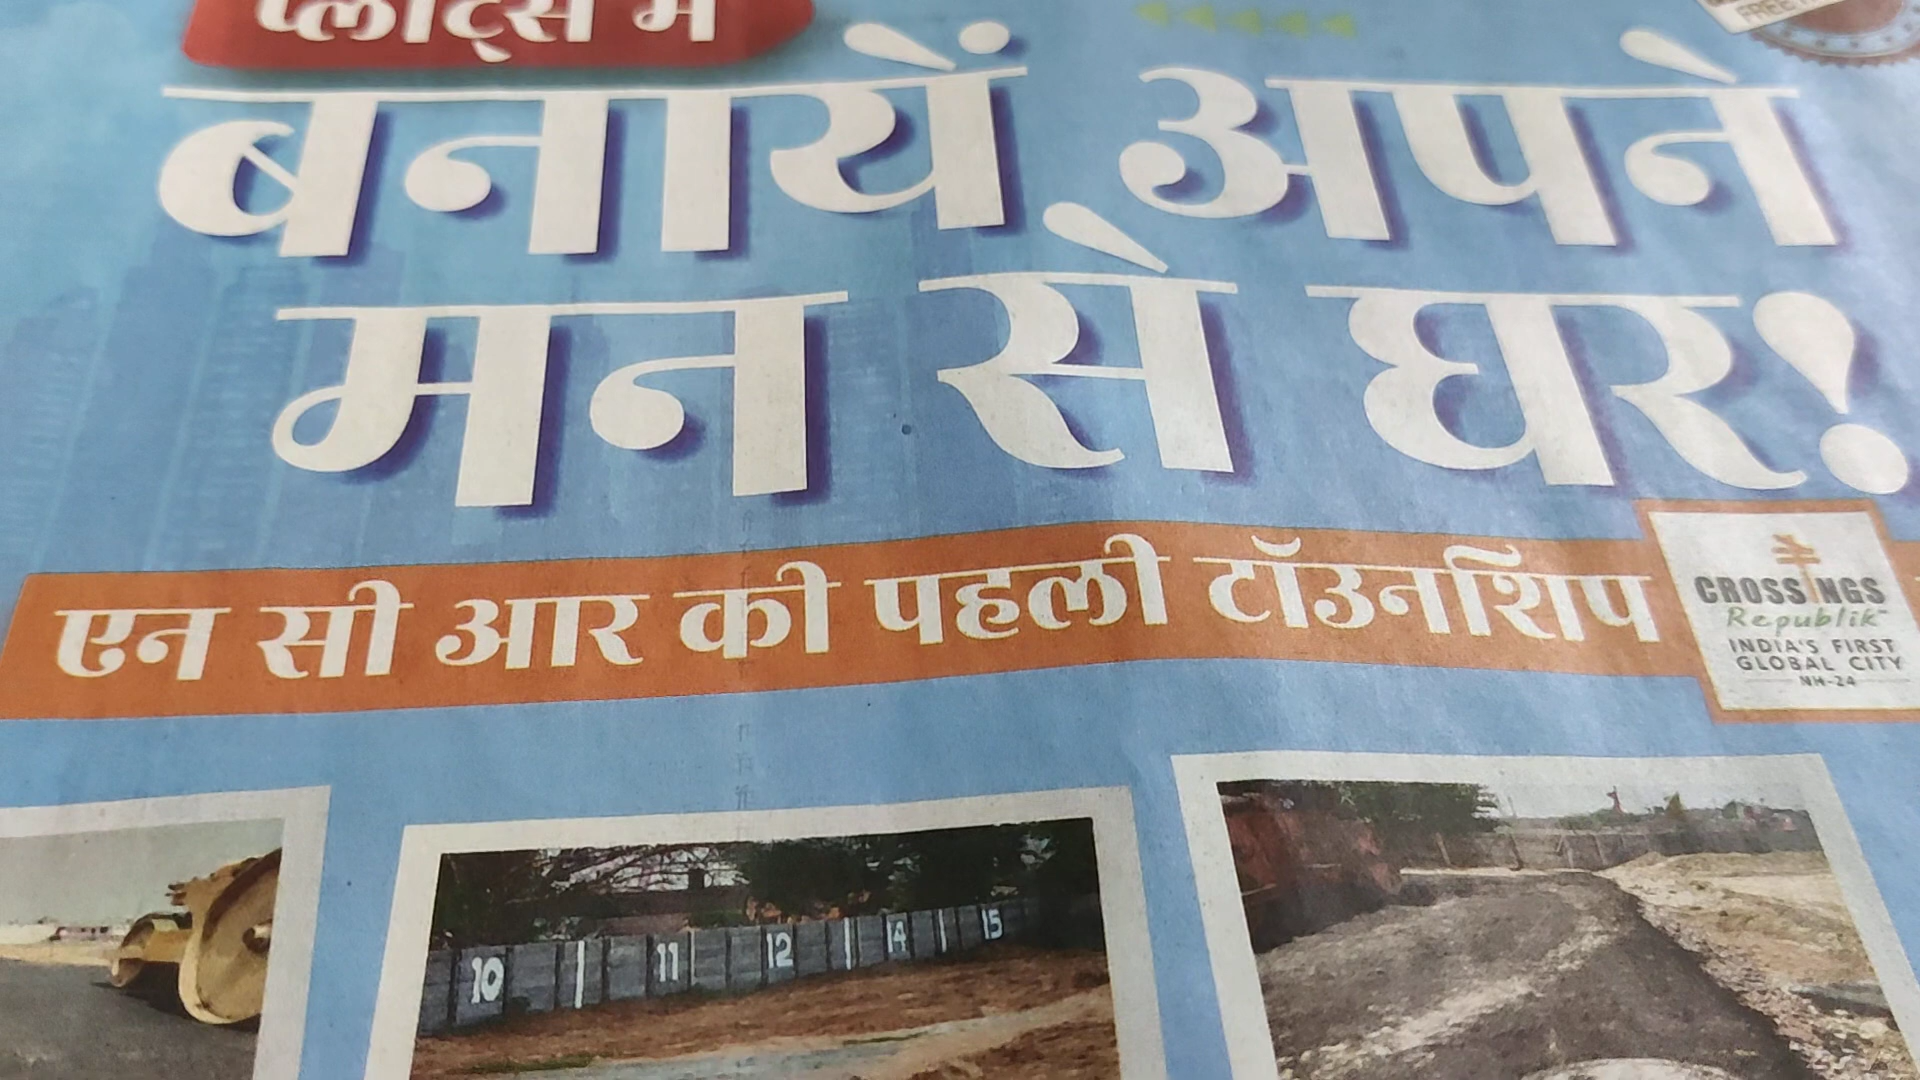 प्लॉट्स में
बनायें अपने
मन से घर!
एन सी आर की पहली टॉउनशिप
CROSSINGS
Republik™
INDIA'S FIRST
GLOBAL CITY
NH-24
10 11 12 14 15